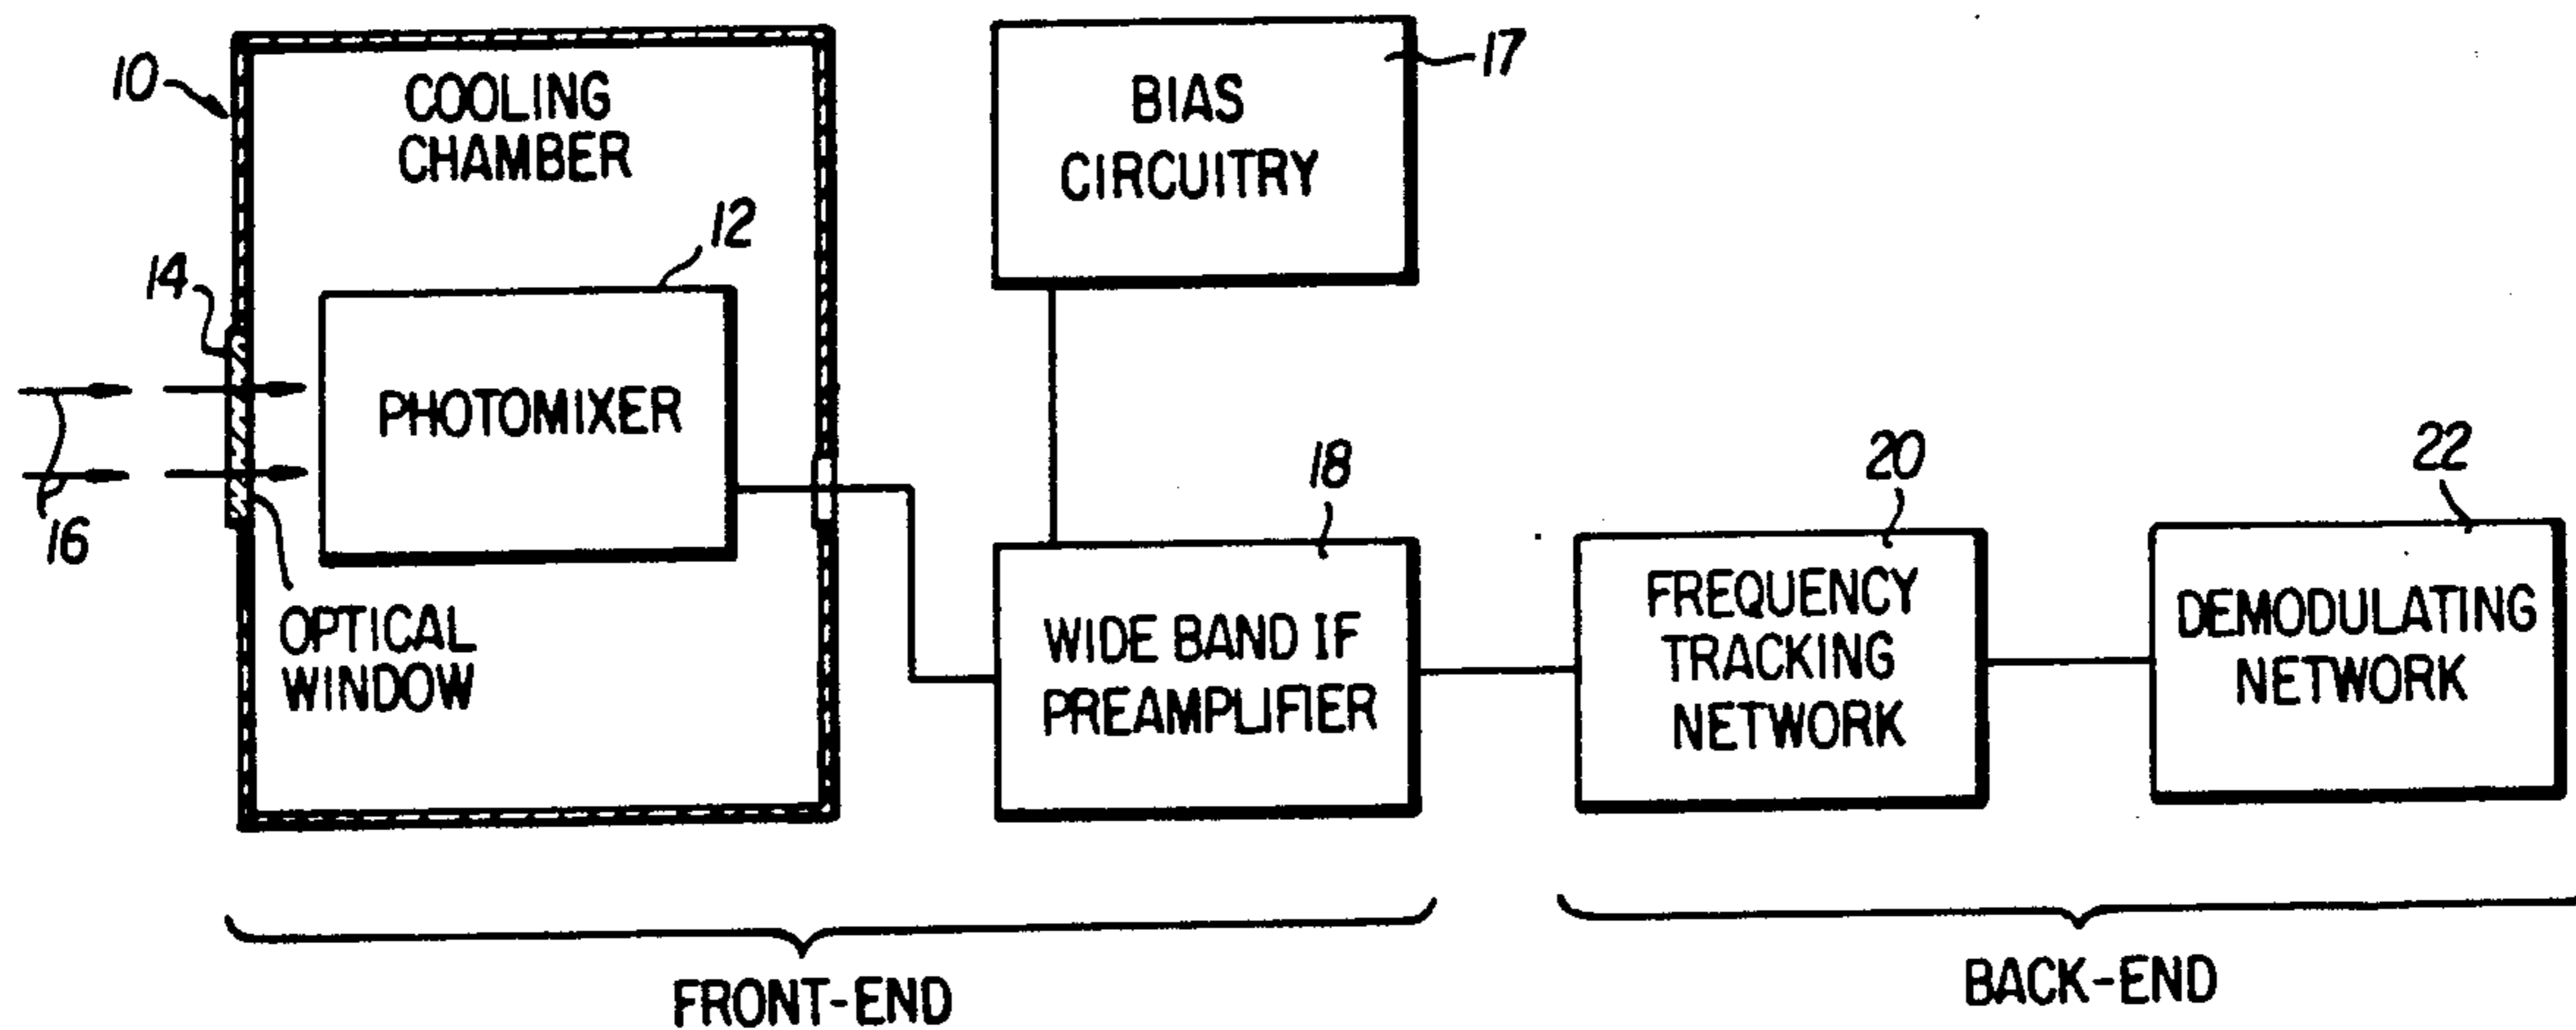 10
COOLING
CHAMBER
BIAS
CIRCUITRY
17
12
14
PHOTOMIXER
16
OPTICAL
WINDOW
18
WIDE BAND IF
PREAMPLIFIER
20
FREQUENCY
TRACKING
NETWORK
22
DEMODULATING
NETWORK
FRONT-END
BACK-END